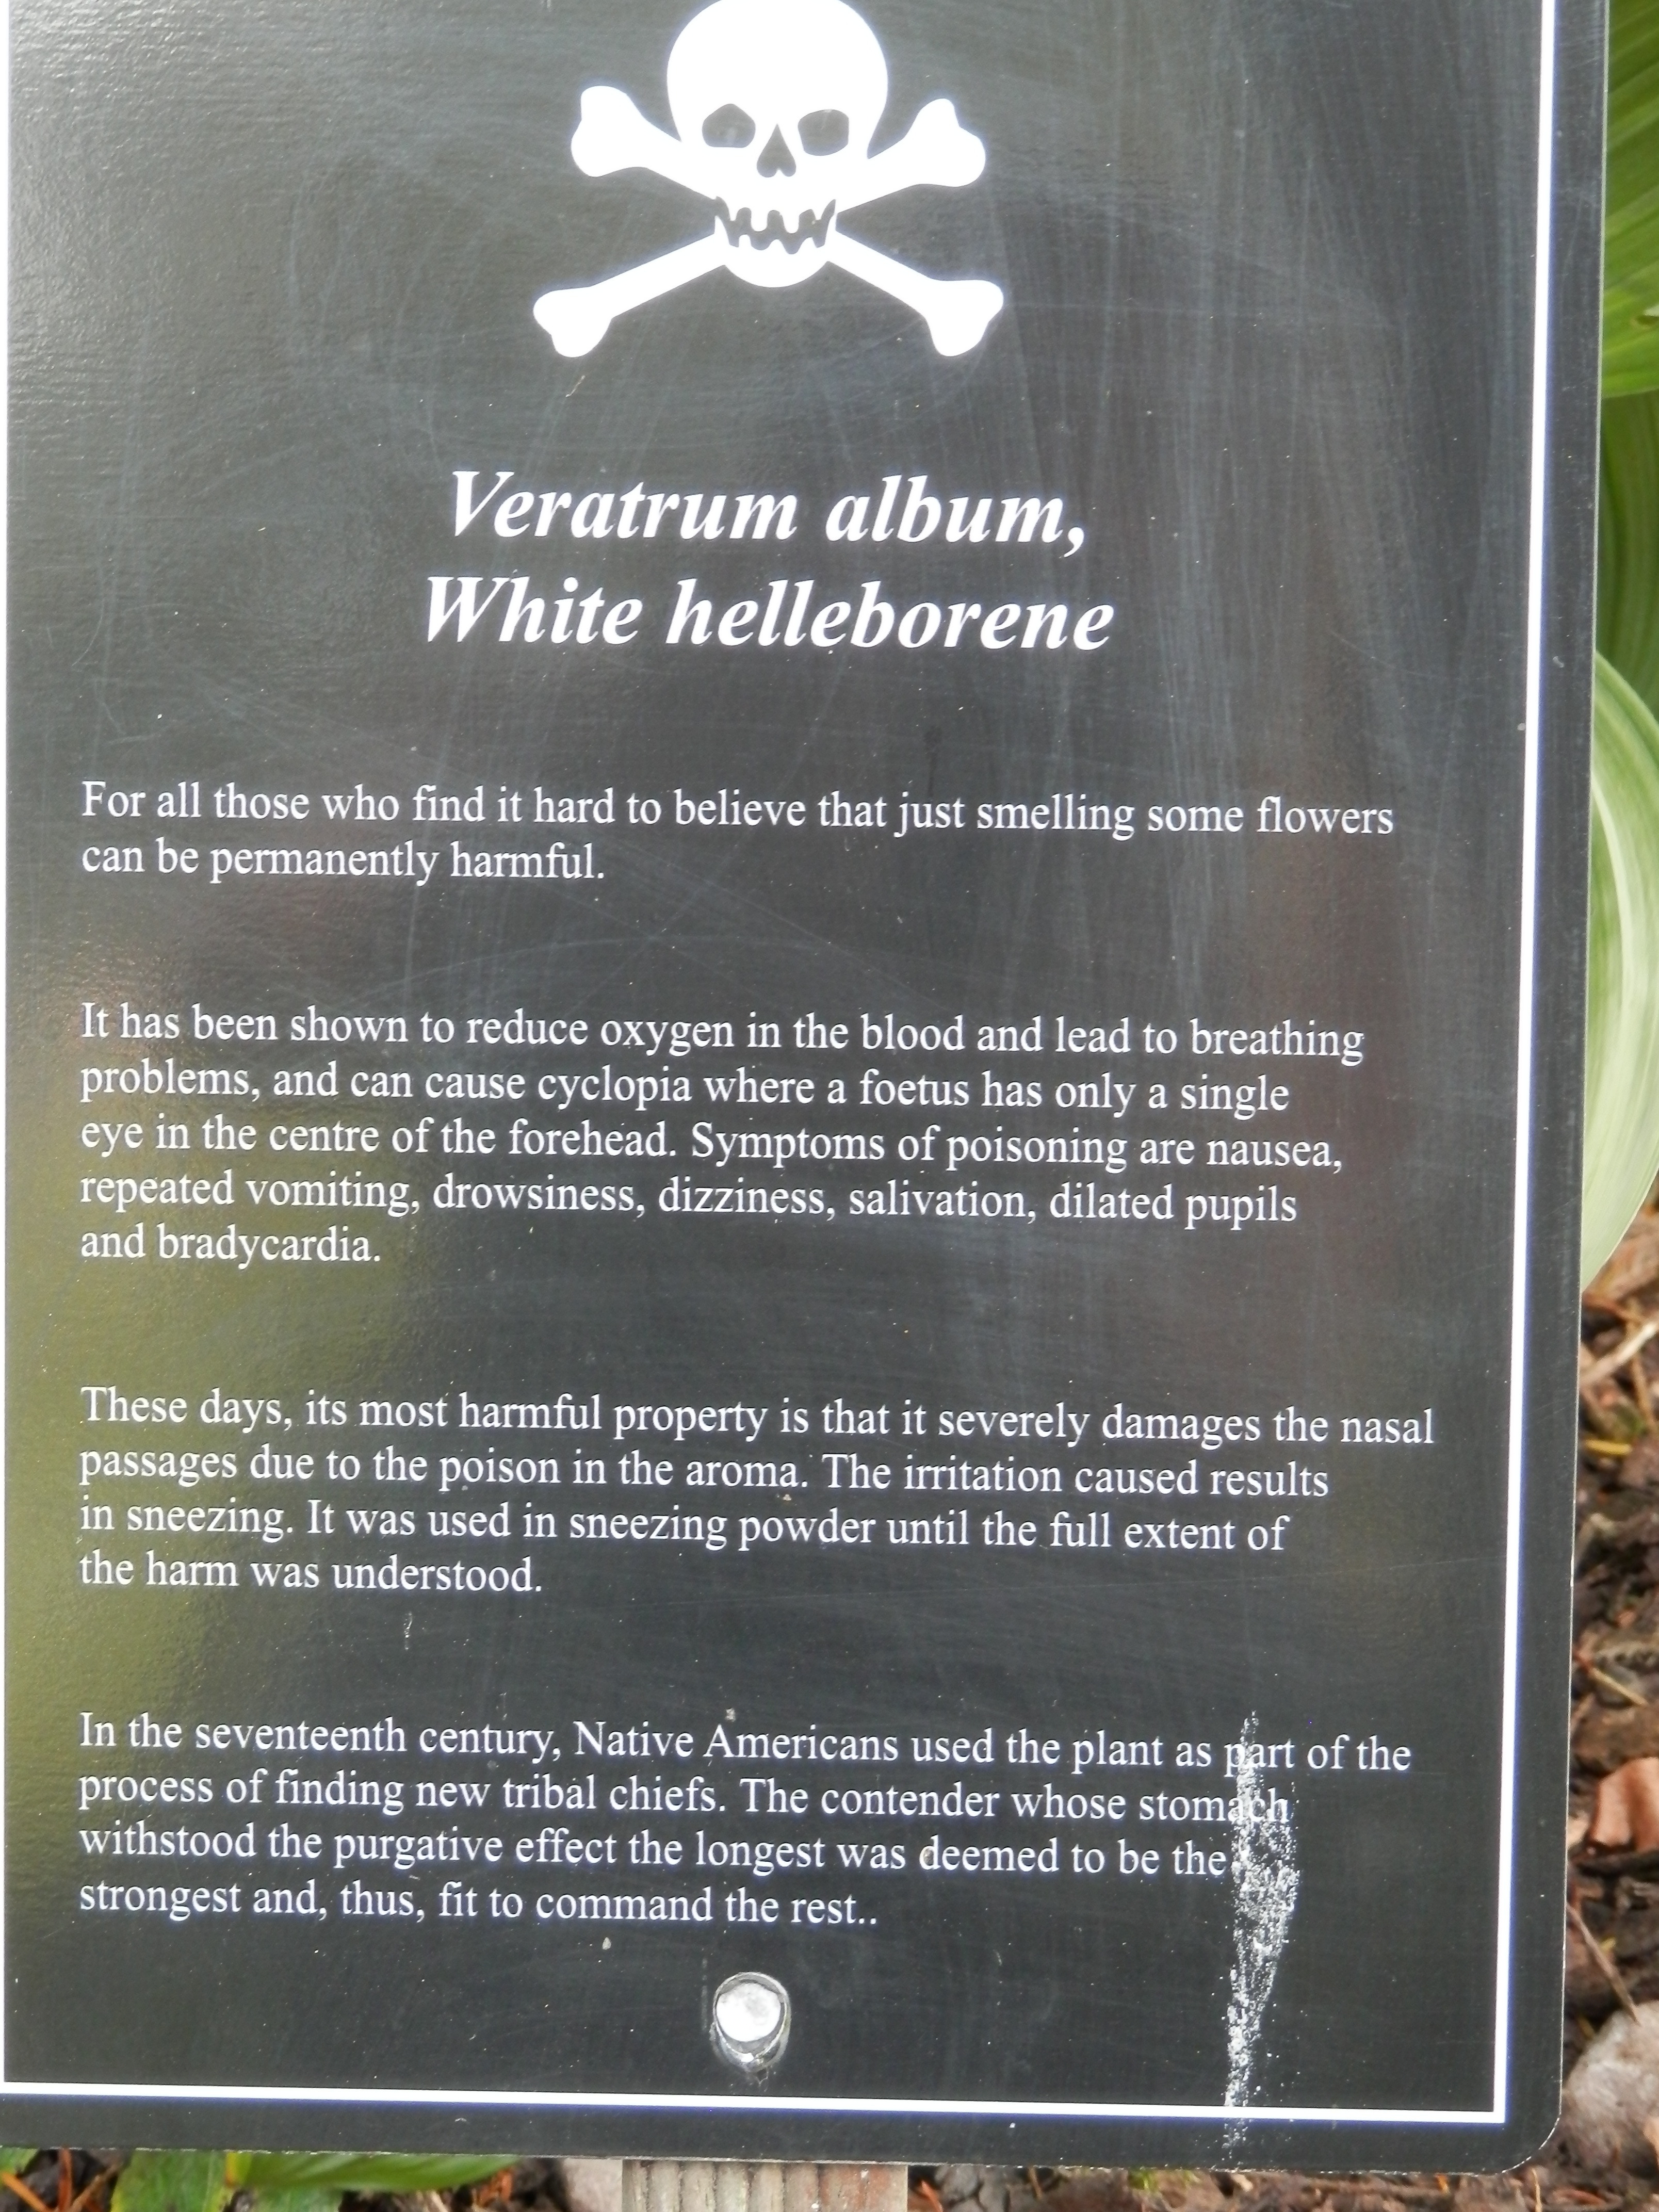 Veratrum album,
White helleborene
For all those who find it hard to believe that just smelling some flowers
can be permanently harmful.
It has been shown to reduce oxygen in the blood and lead to breathing
problems, and can cause cyclopia where a foetus has only a single
eye in the centre of the forehead. Symptoms of poisoning are nausea,
repeated vomiting, drowsiness, dizziness, salivation, dilated pupils
and bradycardia.
These days, its most harmful property is that it severely damages the nasal
passages due to the poison in the aroma. The irritation caused results
in sneezing. It was used in sneezing powder until the full extent of
the harm was understood.
In the seventeenth century, Native Americans used the plant as part of the
process of finding new tribal chiefs. The contender whose stomach
withstood the purgative effect the longest was deemed to be the
strongest and, thus, fit to command the rest..